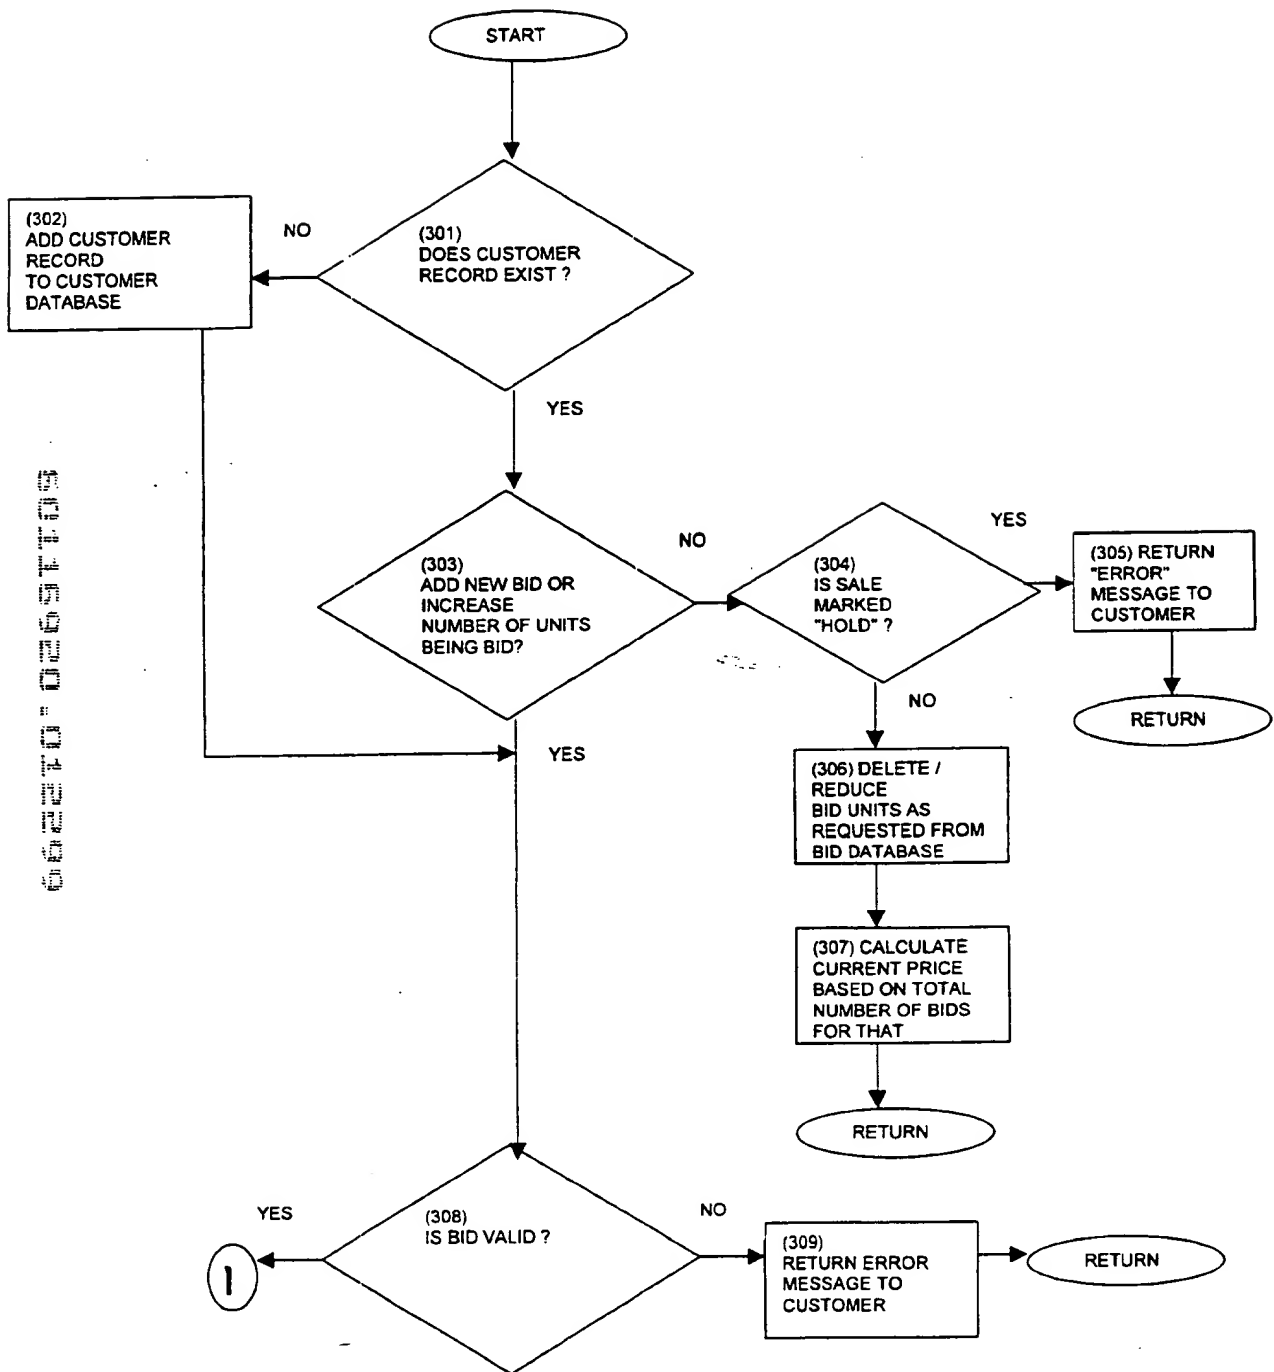 START
(301)
DOES CUSTOMER
RECORD EXIST ?
NO
(302)
ADD CUSTOMER
RECORD
TO CUSTOMER
DATABASE
YES
(303)
ADD NEW BID OR
INCREASE
NUMBER OF UNITS
BEING BID?
NO
(304)
IS SALE
MARKED
"HOLD" ?
YES
(305) RETURN
"ERROR"
MESSAGE TO
CUSTOMER
RETURN
NO
YES
(306) DELETE /
REDUCE
BID UNITS AS
REQUESTED FROM
BID DATABASE
(307) CALCULATE
CURRENT PRICE
BASED ON TOTAL
NUMBER OF BIDS
FOR THAT
RETURN
(308)
IS BID VALID ?
YES
1
NO
(309)
RETURN ERROR
MESSAGE TO
CUSTOMER
RETURN